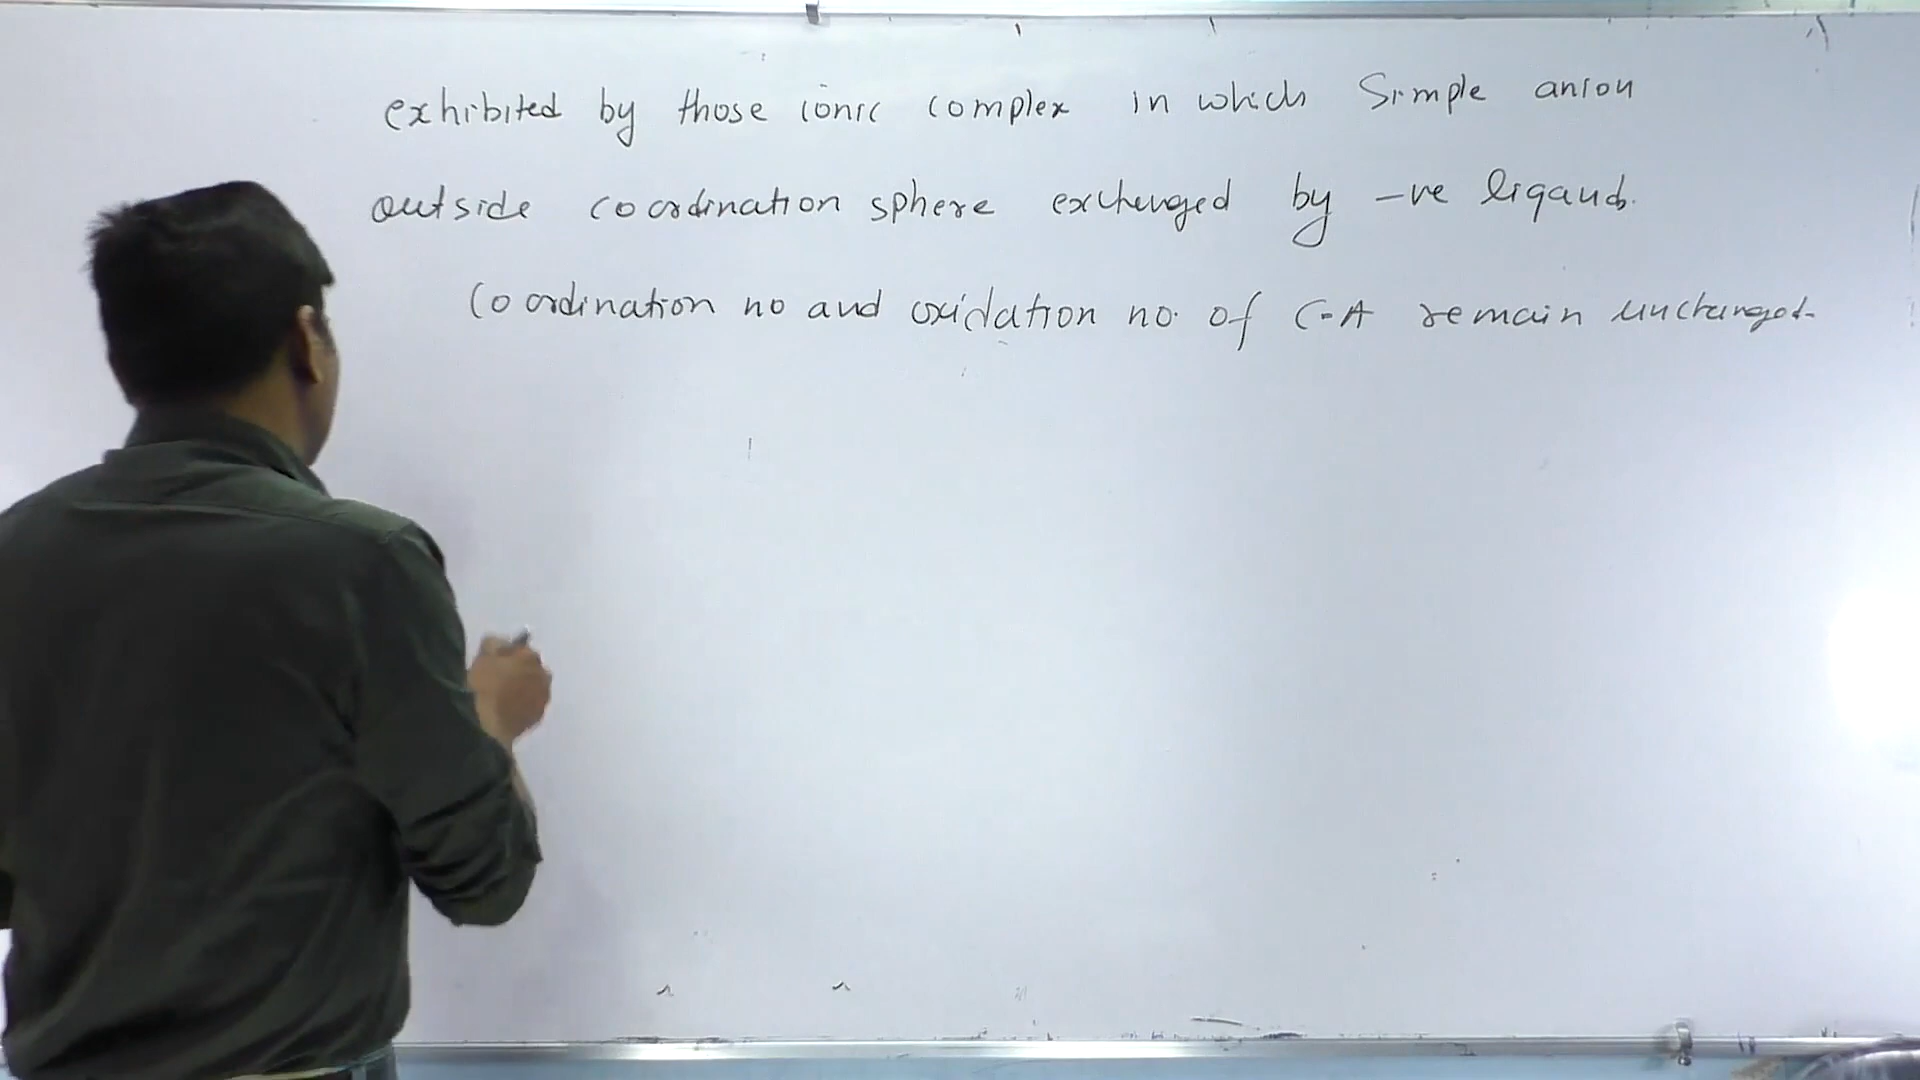 exhibited by those ionic complex in which Simple anion
outside coordination sphere exchanged by -ve ligands.
Coordination no and oxidation no. of C-A remain unchanged.